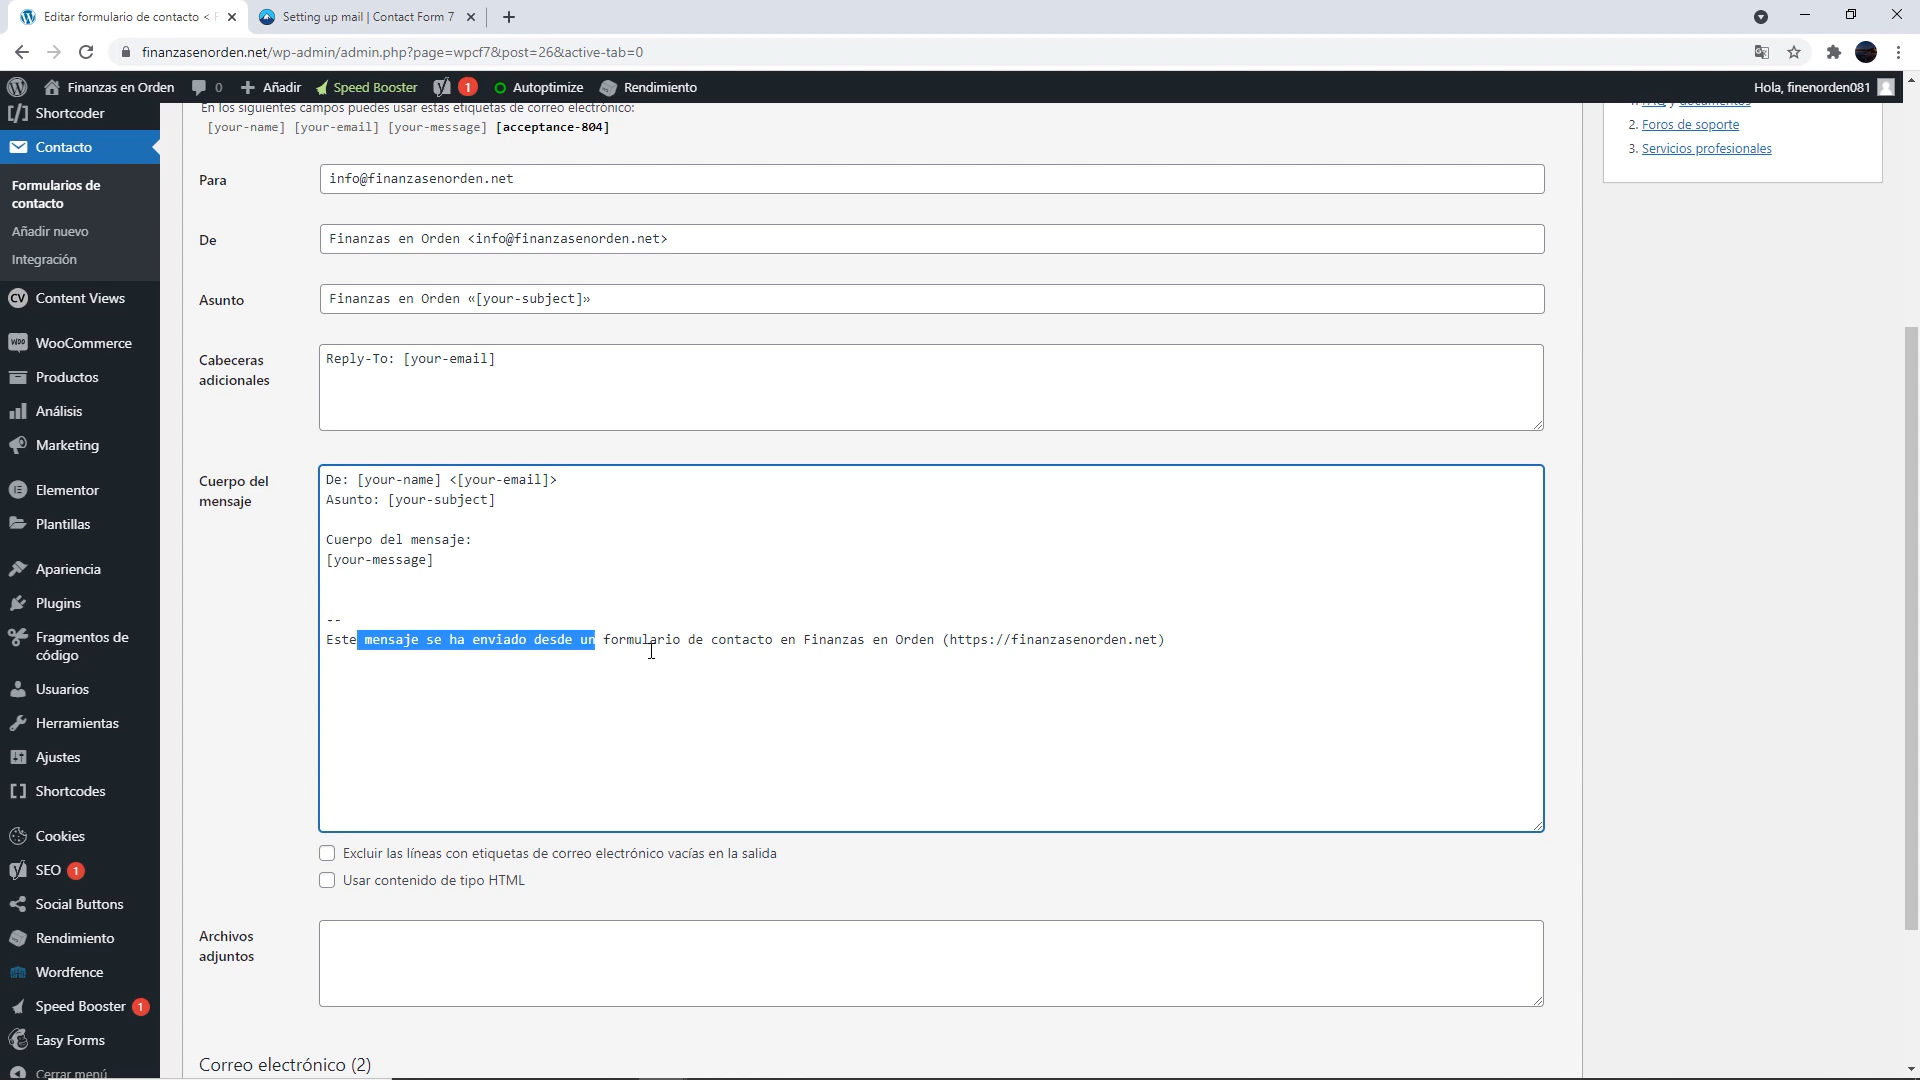 Editar formulario de contacto <
Setting up mail | Contact Form 7
finanzasenorden.net/wp-admin/admin.php?page=wpcf7&post=26&active-tab=0
Finanzas en Orden
0
Añadir
Speed Booster
1
Autoptimize
Rendimiento
Hola, finenorden081
Shortcoder
Contacto
Formularios de
contacto
Añadir nuevo
Integración
Content Views
WooCommerce
Productos
Análisis
Marketing
Elementor
Plantillas
Apariencia
Plugins
Fragmentos de
código
Usuarios
Herramientas
Ajustes
Shortcodes
Cookies
SEO 1
Social Buttons
Rendimiento
Wordfence
Speed Booster 1
Easy Forms
Cerrar menú
En los siguientes campos puedes usar estas etiquetas de correo electrónico:
[your-name] [your-email] [your-message] [acceptance-804]
Para
info@finanzasenorden.net
De
Finanzas en Orden <info@finanzasenorden.net>
Asunto
Finanzas en Orden «[your-subject]»
Cabeceras
adicionales
Reply-To: [your-email]
Cuerpo del
mensaje
De: [your-name] <[your-email]>
Asunto: [your-subject]
Cuerpo del mensaje:
[your-message]
--
Este mensaje se ha enviado desde un formulario de contacto en Finanzas en Orden (https://finanzasenorden.net)
Excluir las líneas con etiquetas de correo electrónico vacías en la salida
Usar contenido de tipo HTML
Archivos
adjuntos
Correo electrónico (2)
1. FAQ y documentos
2. Foros de soporte
3. Servicios profesionales